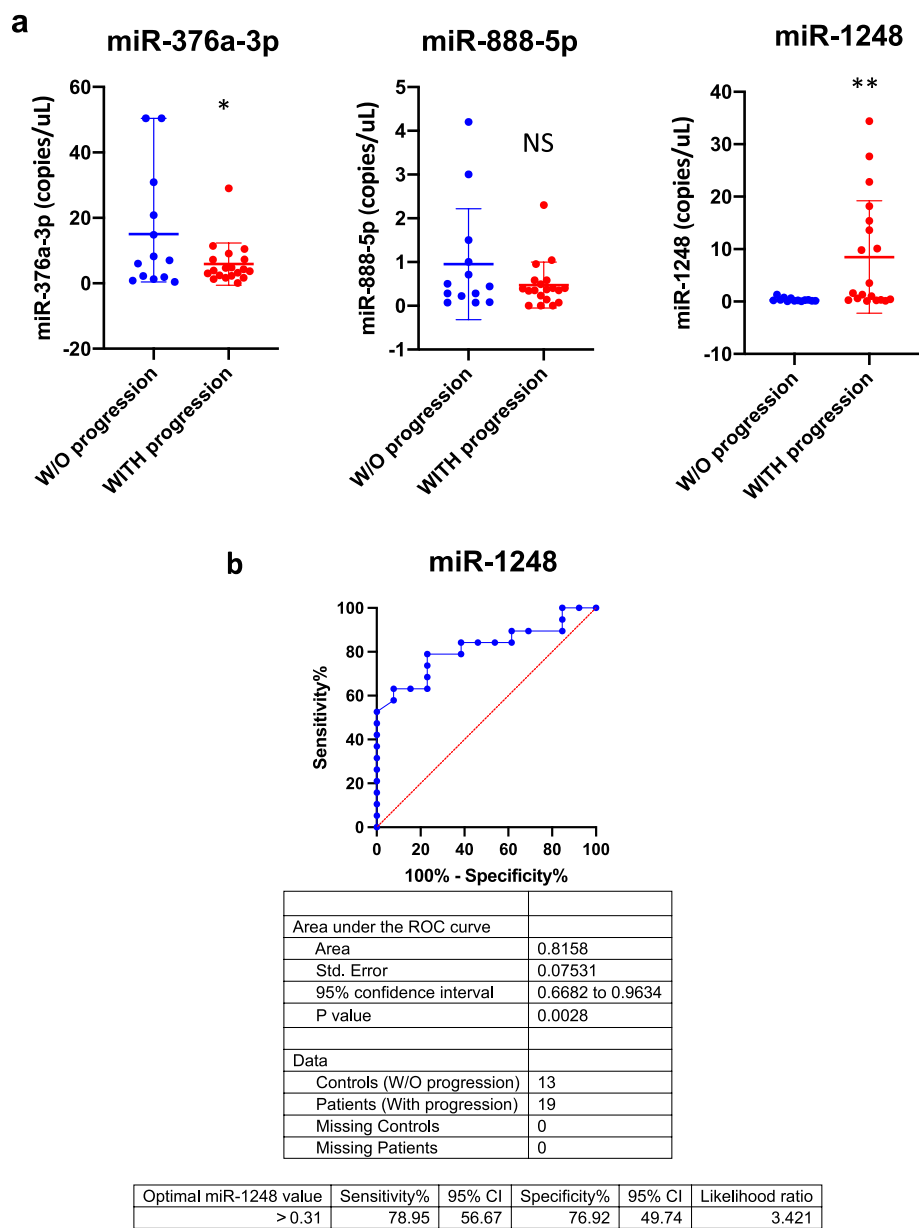 a
miR-376a-3p
miR-888-5p
miR-1248
miR-376a-3p (copies/uL)
60
40
20
0
-20
*
W/O progression
WITH progression
miR-888-5p (copies/uL)
5
4
3
2
1
0
-1
NS
W/O progression
WITH progression
miR-1248 (copies/uL)
40
30
20
10
0
-10
**
W/O progression
WITH progression
b
miR-1248
Sensitivity%
100
80
60
40
20
0
0 20 40 60 80 100
100% - Specificity%
Area under the ROC curve
Area 0.8158
Std. Error 0.07531
95% confidence interval 0.6682 to 0.9634
P value 0.0028
Data
Controls (W/O progression) 13
Patients (With progression) 19
Missing Controls 0
Missing Patients 0
Optimal miR-1248 value Sensitivity% 95% CI Specificity% 95% CI Likelihood ratio
> 0.31 78.95 56.67 76.92 49.74 3.421